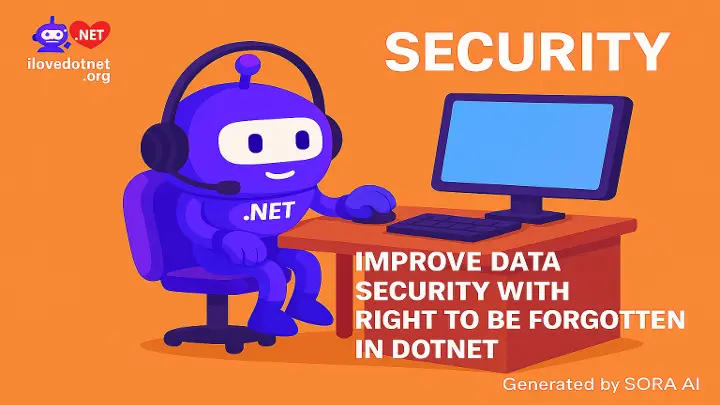 .NET
ilovedotnet
.org
SECURITY
.NET
IMPROVE DATA
SECURITY WITH
RIGHT TO BE FORGOTTEN
IN DOTNET
Generated by SORA AI